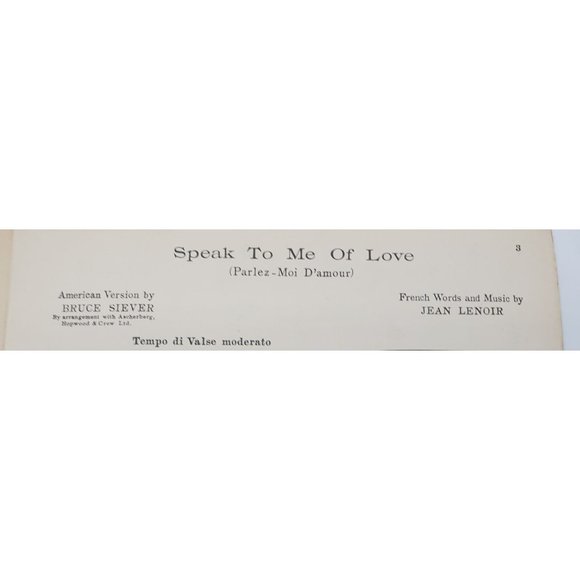 Speak To Me Of Love
3
(Parlez-Moi D'amour)
American Version by
BRUCE SIEVER
By arrangement with Ascherberg,
Hopwood & Crew Ltd.
French Words and Music by
JEAN LENOIR
Tempo di Valse moderato